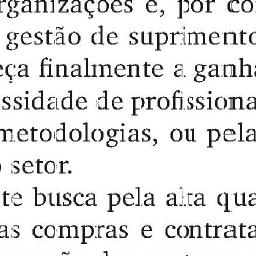 rganizações e, por co
gestão de suprimento
eça finalmente a ganha
ssidade de profissiona
metodologias, ou pela
setor.
te busca pela alta qua
as compras e contrata